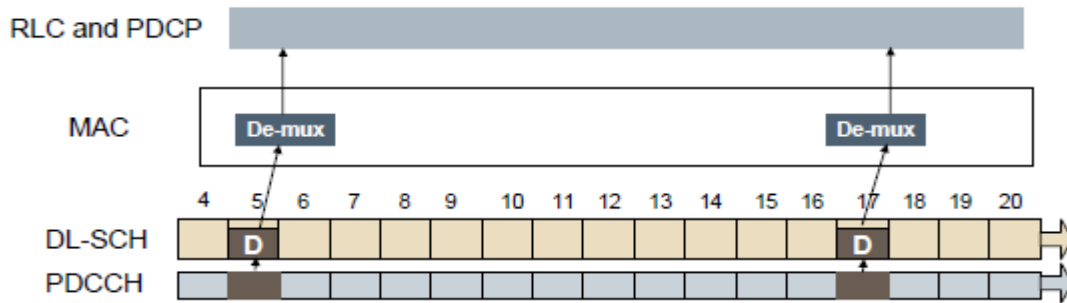 RLC and PDCP
MAC
De-mux De-mux
4 5 6 7 8 9 10 11 12 13 14 15 16 17 18 19 20
DL-SCH D D
PDCCH